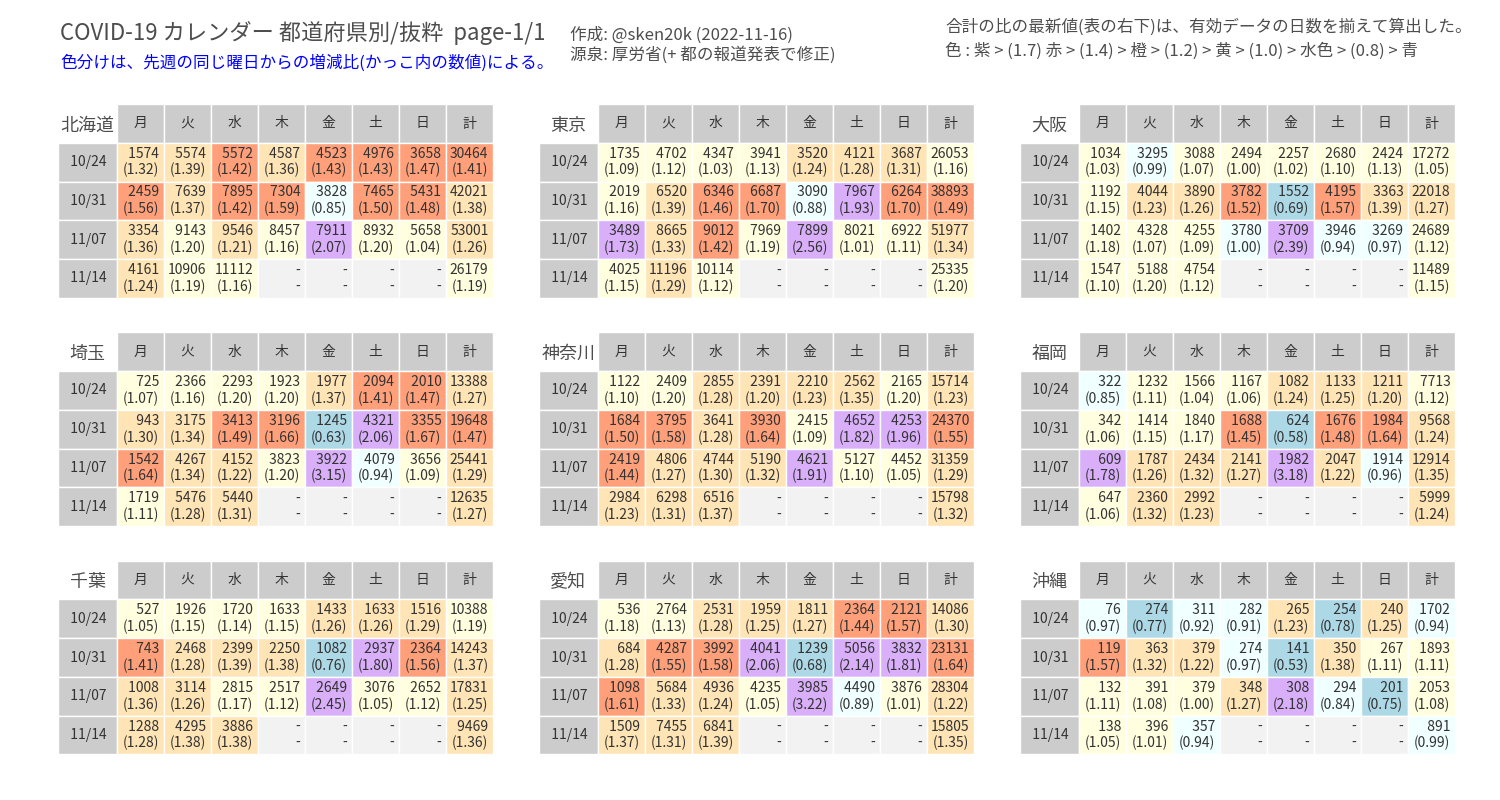 COVID-19 カレンダー 都道府県別/抜粋 page-1/1
色分けは、先週の同じ曜日からの増減比(かっこ内の数値)による。
作成: @sken20k (2022-11-16)
源泉: 厚労省(+ 都の報道発表で修正)
合計の比の最新値(表の右下)は、有効データの日数を揃えて算出した。
色 : 紫 > (1.7) 赤 > (1.4) > 橙 > (1.2) > 黄 > (1.0) > 水色 > (0.8) > 青
北海道 月 火 水 木 金 土 日 計
10/24 1574 5574 5572 4587 4523 4976 3658 30464
(1.32) (1.39) (1.42) (1.36) (1.43) (1.43) (1.47) (1.41)
10/31 2459 7639 7895 7304 3828 7465 5431 42021
(1.56) (1.37) (1.42) (1.59) (0.85) (1.50) (1.48) (1.38)
11/07 3354 9143 9546 8457 7911 8932 5658 53001
(1.36) (1.20) (1.21) (1.16) (2.07) (1.20) (1.04) (1.26)
11/14 4161 10906 11112 - - - - 26179
(1.24) (1.19) (1.16) - - - - (1.19)
東京 月 火 水 木 金 土 日 計
10/24 1735 4702 4347 3941 3520 4121 3687 26053
(1.09) (1.12) (1.03) (1.13) (1.24) (1.28) (1.31) (1.16)
10/31 2019 6520 6346 6687 3090 7967 6264 38893
(1.16) (1.39) (1.46) (1.70) (0.88) (1.93) (1.70) (1.49)
11/07 3489 8665 9012 7969 7899 8021 6922 51977
(1.73) (1.33) (1.42) (1.19) (2.56) (1.01) (1.11) (1.34)
11/14 4025 11196 10114 - - - - 25335
(1.15) (1.29) (1.12) - - - - (1.20)
大阪 月 火 水 木 金 土 日 計
10/24 1034 3295 3088 2494 2257 2680 2424 17272
(1.03) (0.99) (1.07) (1.00) (1.02) (1.10) (1.13) (1.05)
10/31 1192 4044 3890 3782 1552 4195 3363 22018
(1.15) (1.23) (1.26) (1.52) (0.69) (1.57) (1.39) (1.27)
11/07 1402 4328 4255 3780 3709 3946 3269 24689
(1.18) (1.07) (1.09) (1.00) (2.39) (0.94) (0.97) (1.12)
11/14 1547 5188 4754 - - - - 11489
(1.10) (1.20) (1.12) - - - - (1.15)
埼玉 月 火 水 木 金 土 日 計
10/24 725 2366 2293 1923 1977 2094 2010 13388
(1.07) (1.16) (1.20) (1.20) (1.37) (1.41) (1.47) (1.27)
10/31 943 3175 3413 3196 1245 4321 3355 19648
(1.30) (1.34) (1.49) (1.66) (0.63) (2.06) (1.67) (1.47)
11/07 1542 4267 4152 3823 3922 4079 3656 25441
(1.64) (1.34) (1.22) (1.20) (3.15) (0.94) (1.09) (1.29)
11/14 1719 5476 5440 - - - - 12635
(1.11) (1.28) (1.31) - - - - (1.27)
神奈川 月 火 水 木 金 土 日 計
10/24 1122 2409 2855 2391 2210 2562 2165 15714
(1.10) (1.20) (1.28) (1.20) (1.23) (1.35) (1.20) (1.23)
10/31 1684 3795 3641 3930 2415 4652 4253 24370
(1.50) (1.58) (1.28) (1.64) (1.09) (1.82) (1.96) (1.55)
11/07 2419 4806 4744 5190 4621 5127 4452 31359
(1.44) (1.27) (1.30) (1.32) (1.91) (1.10) (1.05) (1.29)
11/14 2984 6298 6516 - - - - 15798
(1.23) (1.31) (1.37) - - - - (1.32)
福岡 月 火 水 木 金 土 日 計
10/24 322 1232 1566 1167 1082 1133 1211 7713
(0.85) (1.11) (1.04) (1.06) (1.24) (1.25) (1.20) (1.12)
10/31 342 1414 1840 1688 624 1676 1984 9568
(1.06) (1.15) (1.17) (1.45) (0.58) (1.48) (1.64) (1.24)
11/07 609 1787 2434 2141 1982 2047 1914 12914
(1.78) (1.26) (1.32) (1.27) (3.18) (1.22) (0.96) (1.35)
11/14 647 2360 2992 - - - - 5999
(1.06) (1.32) (1.23) - - - - (1.24)
千葉 月 火 水 木 金 土 日 計
10/24 527 1926 1720 1633 1433 1633 1516 10388
(1.05) (1.15) (1.14) (1.15) (1.26) (1.26) (1.29) (1.19)
10/31 743 2468 2399 2250 1082 2937 2364 14243
(1.41) (1.28) (1.39) (1.38) (0.76) (1.80) (1.56) (1.37)
11/07 1008 3114 2815 2517 2649 3076 2652 17831
(1.36) (1.26) (1.17) (1.12) (2.45) (1.05) (1.12) (1.25)
11/14 1288 4295 3886 - - - - 9469
(1.28) (1.38) (1.38) - - - - (1.36)
愛知 月 火 水 木 金 土 日 計
10/24 536 2764 2531 1959 1811 2364 2121 14086
(1.18) (1.13) (1.28) (1.25) (1.27) (1.44) (1.57) (1.30)
10/31 684 4287 3992 4041 1239 5056 3832 23131
(1.28) (1.55) (1.58) (2.06) (0.68) (2.14) (1.81) (1.64)
11/07 1098 5684 4936 4235 3985 4490 3876 28304
(1.61) (1.33) (1.24) (1.05) (3.22) (0.89) (1.01) (1.22)
11/14 1509 7455 6841 - - - - 15805
(1.37) (1.31) (1.39) - - - - (1.35)
沖縄 月 火 水 木 金 土 日 計
10/24 76 274 311 282 265 254 240 1702
(0.97) (0.77) (0.92) (0.91) (1.23) (0.78) (1.25) (0.94)
10/31 119 363 379 274 141 350 267 1893
(1.57) (1.32) (1.22) (0.97) (0.53) (1.38) (1.11) (1.11)
11/07 132 391 379 348 308 294 201 2053
(1.11) (1.08) (1.00) (1.27) (2.18) (0.84) (0.75) (1.08)
11/14 138 396 357 - - - - 891
(1.05) (1.01) (0.94) - - - - (0.99)